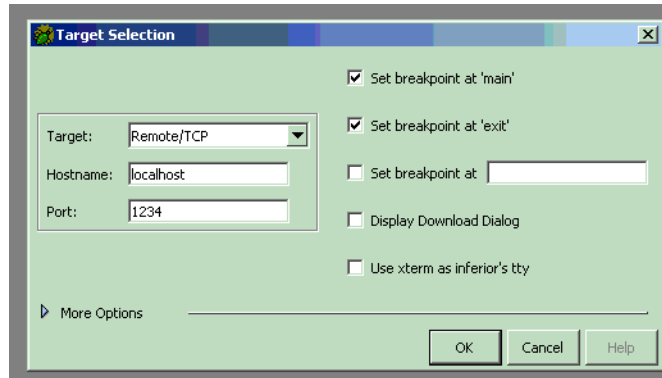 Target Selection
Set breakpoint at 'main'
Set breakpoint at 'exit'
Target: Remote/TCP
Hostname: localhost
Port: 1234
Set breakpoint at
Display Download Dialog
Use xterm as inferior's tty
More Options
OK Cancel Help